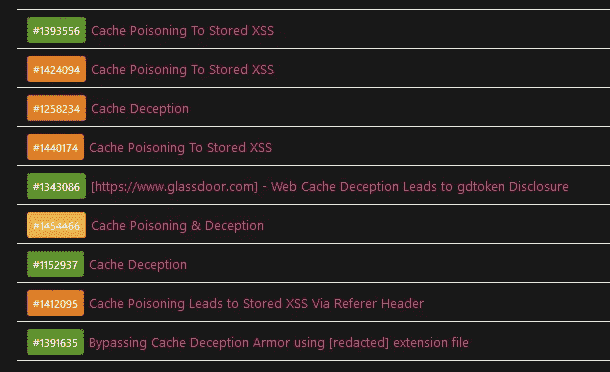 #1393556 Cache Poisoning To Stored XSS
#1424094 Cache Poisoning To Stored XSS
#1258234 Cache Deception
#1440174 Cache Poisoning To Stored XSS
#1343086 [https://www.glassdoor.com] - Web Cache Deception Leads to gdtoken Disclosure
#1454466 Cache Poisoning & Deception
#1152937 Cache Deception
#1412095 Cache Poisoning Leads to Stored XSS Via Referer Header
#1391635 Bypassing Cache Deception Armor using [redacted] extension file